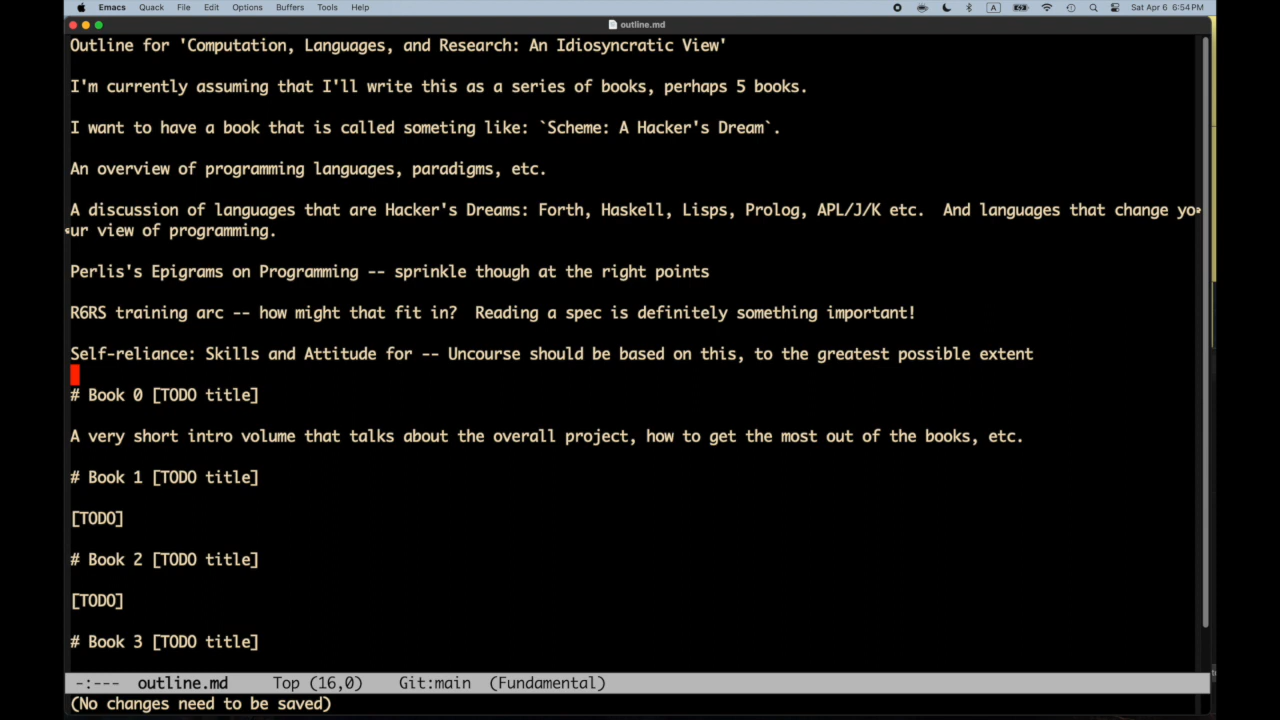 Emacs Quack File Edit Options Buffers Tools Help A Sat Apr 6 6:54 PM
outline.md
Outline for 'Computation, Languages, and Research: An Idiosyncratic View'
I'm currently assuming that I'll write this as a series of books, perhaps 5 books.
I want to have a book that is called someting like: `Scheme: A Hacker's Dream`.
An overview of programming languages, paradigms, etc.
A discussion of languages that are Hacker's Dreams: Forth, Haskell, Lisps, Prolog, APL/J/K etc.  And languages that change yo
ur view of programming.
Perlis's Epigrams on Programming -- sprinkle though at the right points
R6RS training arc -- how might that fit in?  Reading a spec is definitely something important!
Self-reliance: Skills and Attitude for -- Uncourse should be based on this, to the greatest possible extent
# Book 0 [TODO title]
A very short intro volume that talks about the overall project, how to get the most out of the books, etc.
# Book 1 [TODO title]
[TODO]
# Book 2 [TODO title]
[TODO]
# Book 3 [TODO title]
-:--- outline.md Top (16,0) Git:main (Fundamental)
(No changes need to be saved)